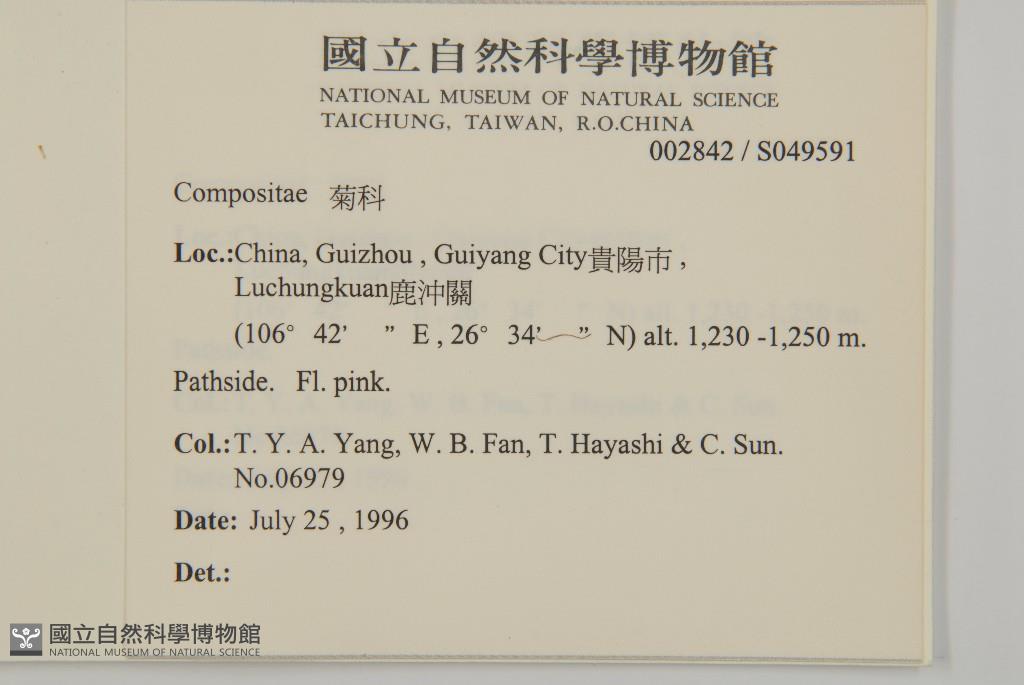 國立自然科學博物館
NATIONAL MUSEUM OF NATURAL SCIENCE
TAICHUNG, TAIWAN, R.O.CHINA
002842 / S049591
Compositae 菊科
Loc.:China, Guizhou , Guiyang City貴陽市 ,
Luchungkuan鹿沖關
(106° 42’ ” E , 26° 34’ ” N) alt. 1,230 -1,250 m.
Pathside. Fl. pink.
Col.: T. Y. A. Yang, W. B. Fan, T. Hayashi & C. Sun.
No.06979
Date: July 25 , 1996
Det.:
國立自然科學博物館
NATIONAL MUSEUM OF NATURAL SCIENCE